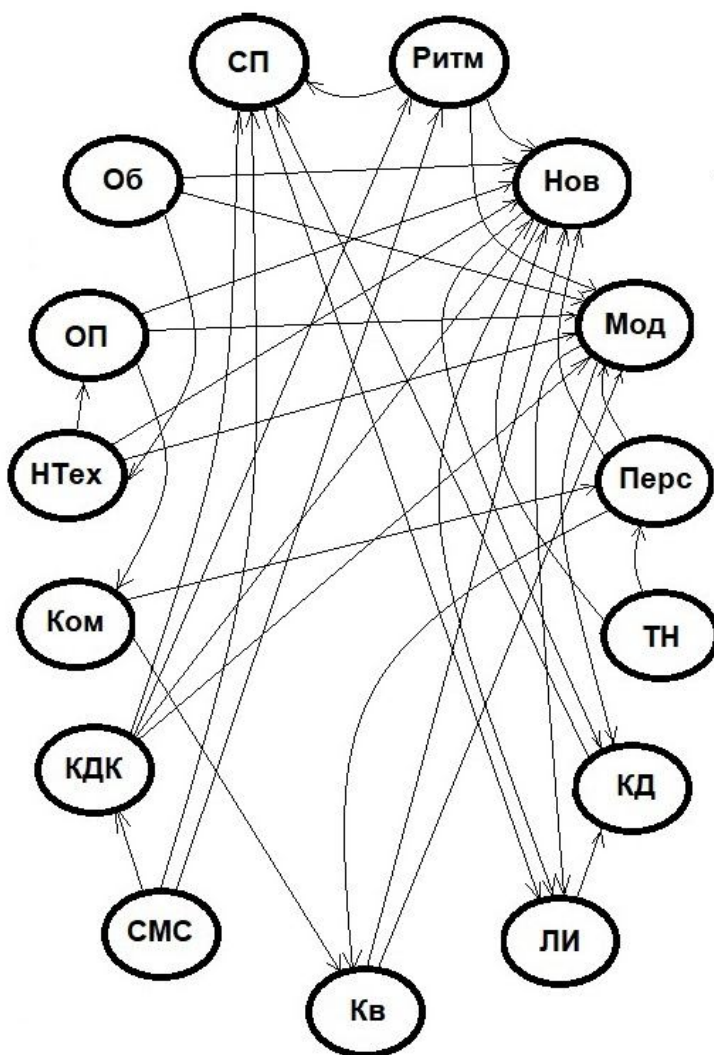 СП
Ритм
Об
Нов
ОП
Мод
НТех
Перс
Ком
ТН
КДК
КД
СМС
ЛИ
Кв